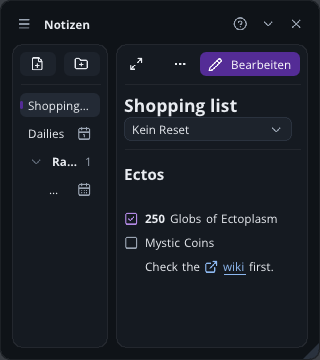 Notizen
Bearbeiten
Shopping...
Dailies
Ra... 1
...
Shopping list
Kein Reset
Ectos
250 Globs of Ectoplasm
Mystic Coins
Check the wiki first.